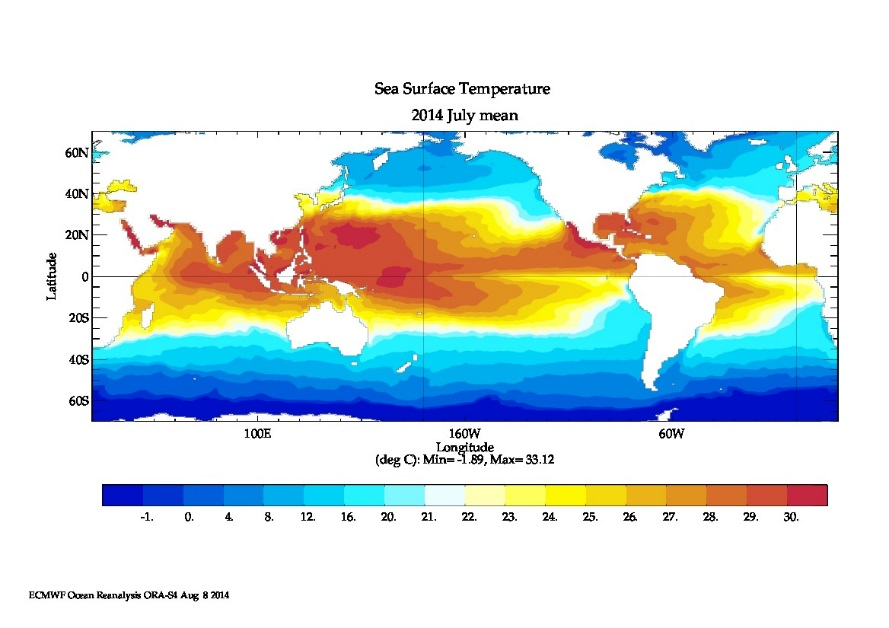 Sea Surface Temperature
2014 July mean
60N
40N
20N
0
20S
40S
60S
Latitude
100E 160W 60W
Longitude
(deg C): Min= -1.89, Max= 33.12
-1. 0. 4. 8. 12. 16. 20. 21. 22. 23. 24. 25. 26. 27. 28. 29. 30.
ECMWF Ocean Reanalysis ORA-S4 Aug 8 2014